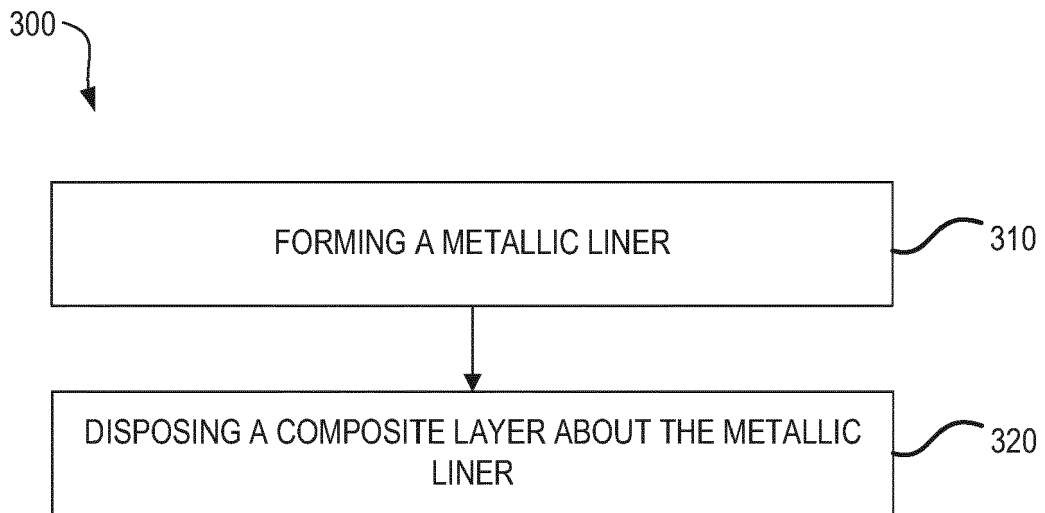 300
FORMING A METALLIC LINER
310
DISPOSING A COMPOSITE LAYER ABOUT THE METALLIC
LINER
320